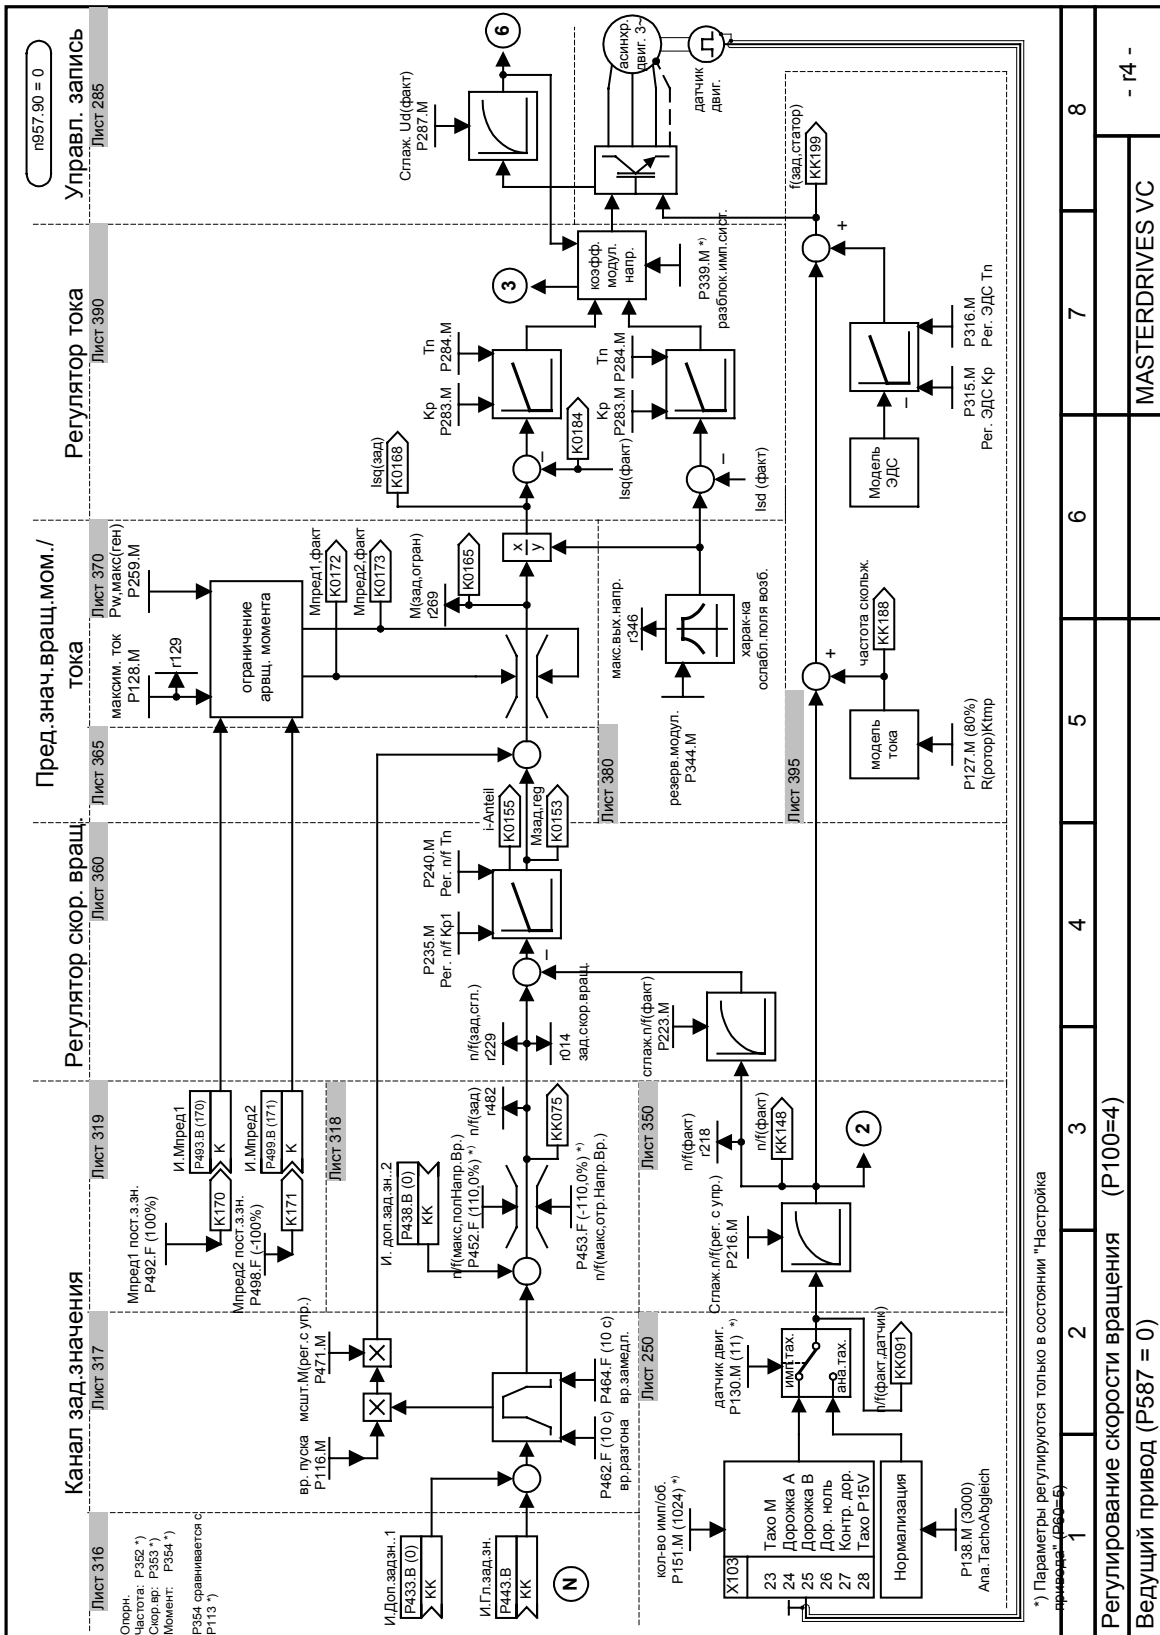 n957.90 = 0
Канал зад.значения
Регулятор скор. вращ.
Пред.знач.вращ.мом./
тока
Регулятор тока
Управл. запись
Лист 316
Лист 317
Лист 319
Лист 360
Лист 365
Лист 370
Лист 390
Лист 285
Опорн.
Частота: P352 *)
Скор.вр: P353 *)
Момент: P354 *)
P354 сравнивается с
P113 *)
Мпред1 пост.з.зн.
P492.F (100%)
K170
И.Мпред1
P493.B (170)
K
Мпред2 пост.з.зн.
P498.F (-100%)
K171
И.Мпред2
P499.B (171)
K
Лист 318
максим. ток
P128.M
r129
Pw,макс(ген)
P259.M
ограничение
арвщ. момента
Мпред1,факт
K0172
Мпред2,факт
K0173
M(зад,огран)
r269
K0165
вр. пуска
P116.M
мсшт.M(рег.с упр.)
P471.M
И.Доп.задзн..1
P433.B (0)
KK
И.Гл.зад.зн.
P443.B
KK
N
P462.F (10 c)
вр.разгона
P464.F (10 c)
вр.замедл.
И. доп.зад.зн..2
P438.B (0)
KK
n/f(макс,полНапр.Вр.)
P452.F (110,0%) *)
P453.F (-110,0%) *)
n/f(макс,отр.Напр.Вр.)
n/f(зад)
r482
KK075
n/f(зад,сгл.)
r229
r014
зад.скор.вращ.
P235.M
Рег. n/f Kp1
P240.M
Рег. n/f Tn
i-Anteil
K0155
Мзад,reg
K0153
x
y
Isq(зад)
K0168
Kp
P283.M
Tn
P284.M
K0184
Isq(факт)
Kp
P283.M
Tn
P284.M
Isd (факт)
3
коэфф.
модул.
напр.
P339.M *)
разблок.имп.сист.
Сглаж. Ud(факт)
P287.M
6
асинхр.
двиг. 3~
датчик
двиг.
Лист 380
резерв.модул.
P344.M
макс.вых.напр.
r346
харак-ка
ослабл.поля возб.
Лист 350
сглаж.n/f(факт)
P223.M
n/f(факт)
r218
n/f(факт)
KK148
2
Сглаж.n/f(рег. с упр.)
P216.M
Лист 250
датчик двиг.
P130.M (11) *)
имп.тах.
ана.тах.
n/f(факт,датчик)
KK091
кол-во имп/об.
P151.M (1024) *)
X103
23 Тахо M
24 Дорожка A
25 Дорожка B
26 Дор. ноль
27 Контр. дор.
28 Тахо P15V
Нормализация
P138.M (3000)
Ana.TachoAbgleich
Лист 395
модель
тока
P127.M (80%)
R(ротор)Ktmp
частота скольж.
KK188
Модель
ЭДС
P315.M
Рег. ЭДС Kp
P316.M
Рег. ЭДС Tn
f(зад,статор)
KK199
*) Параметры регулируются только в состоянии "Настройка
привода" (P60=5)
1
2
3
4
5
6
7
8
Регулирование скорости вращения (P100=4)
Ведущий привод (P587 = 0)
MASTERDRIVES VC
- r4 -